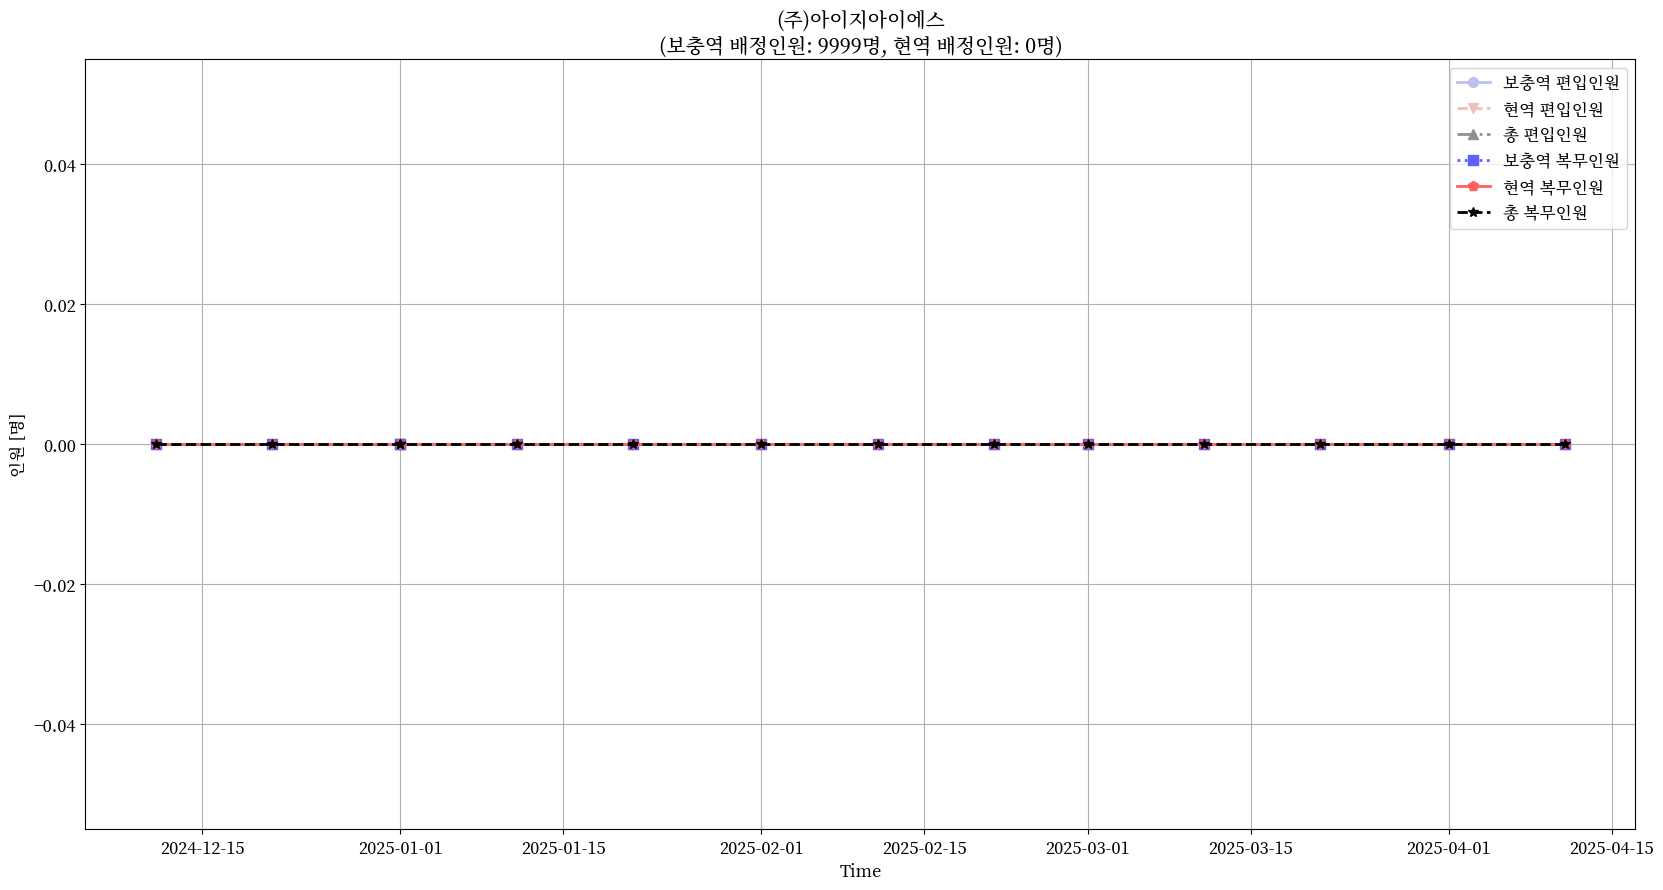 (주)아이지아이에스
(보충역 배정인원: 9999명, 현역 배정인원: 0명)
보충역 편입인원
현역 편입인원
총 편입인원
보충역 복무인원
현역 복무인원
총 복무인원
0.04
0.02
0.00
−0.02
−0.04
인원 [명]
2024-12-15
2025-01-01
2025-01-15
2025-02-01
2025-02-15
2025-03-01
2025-03-15
2025-04-01
2025-04-15
Time